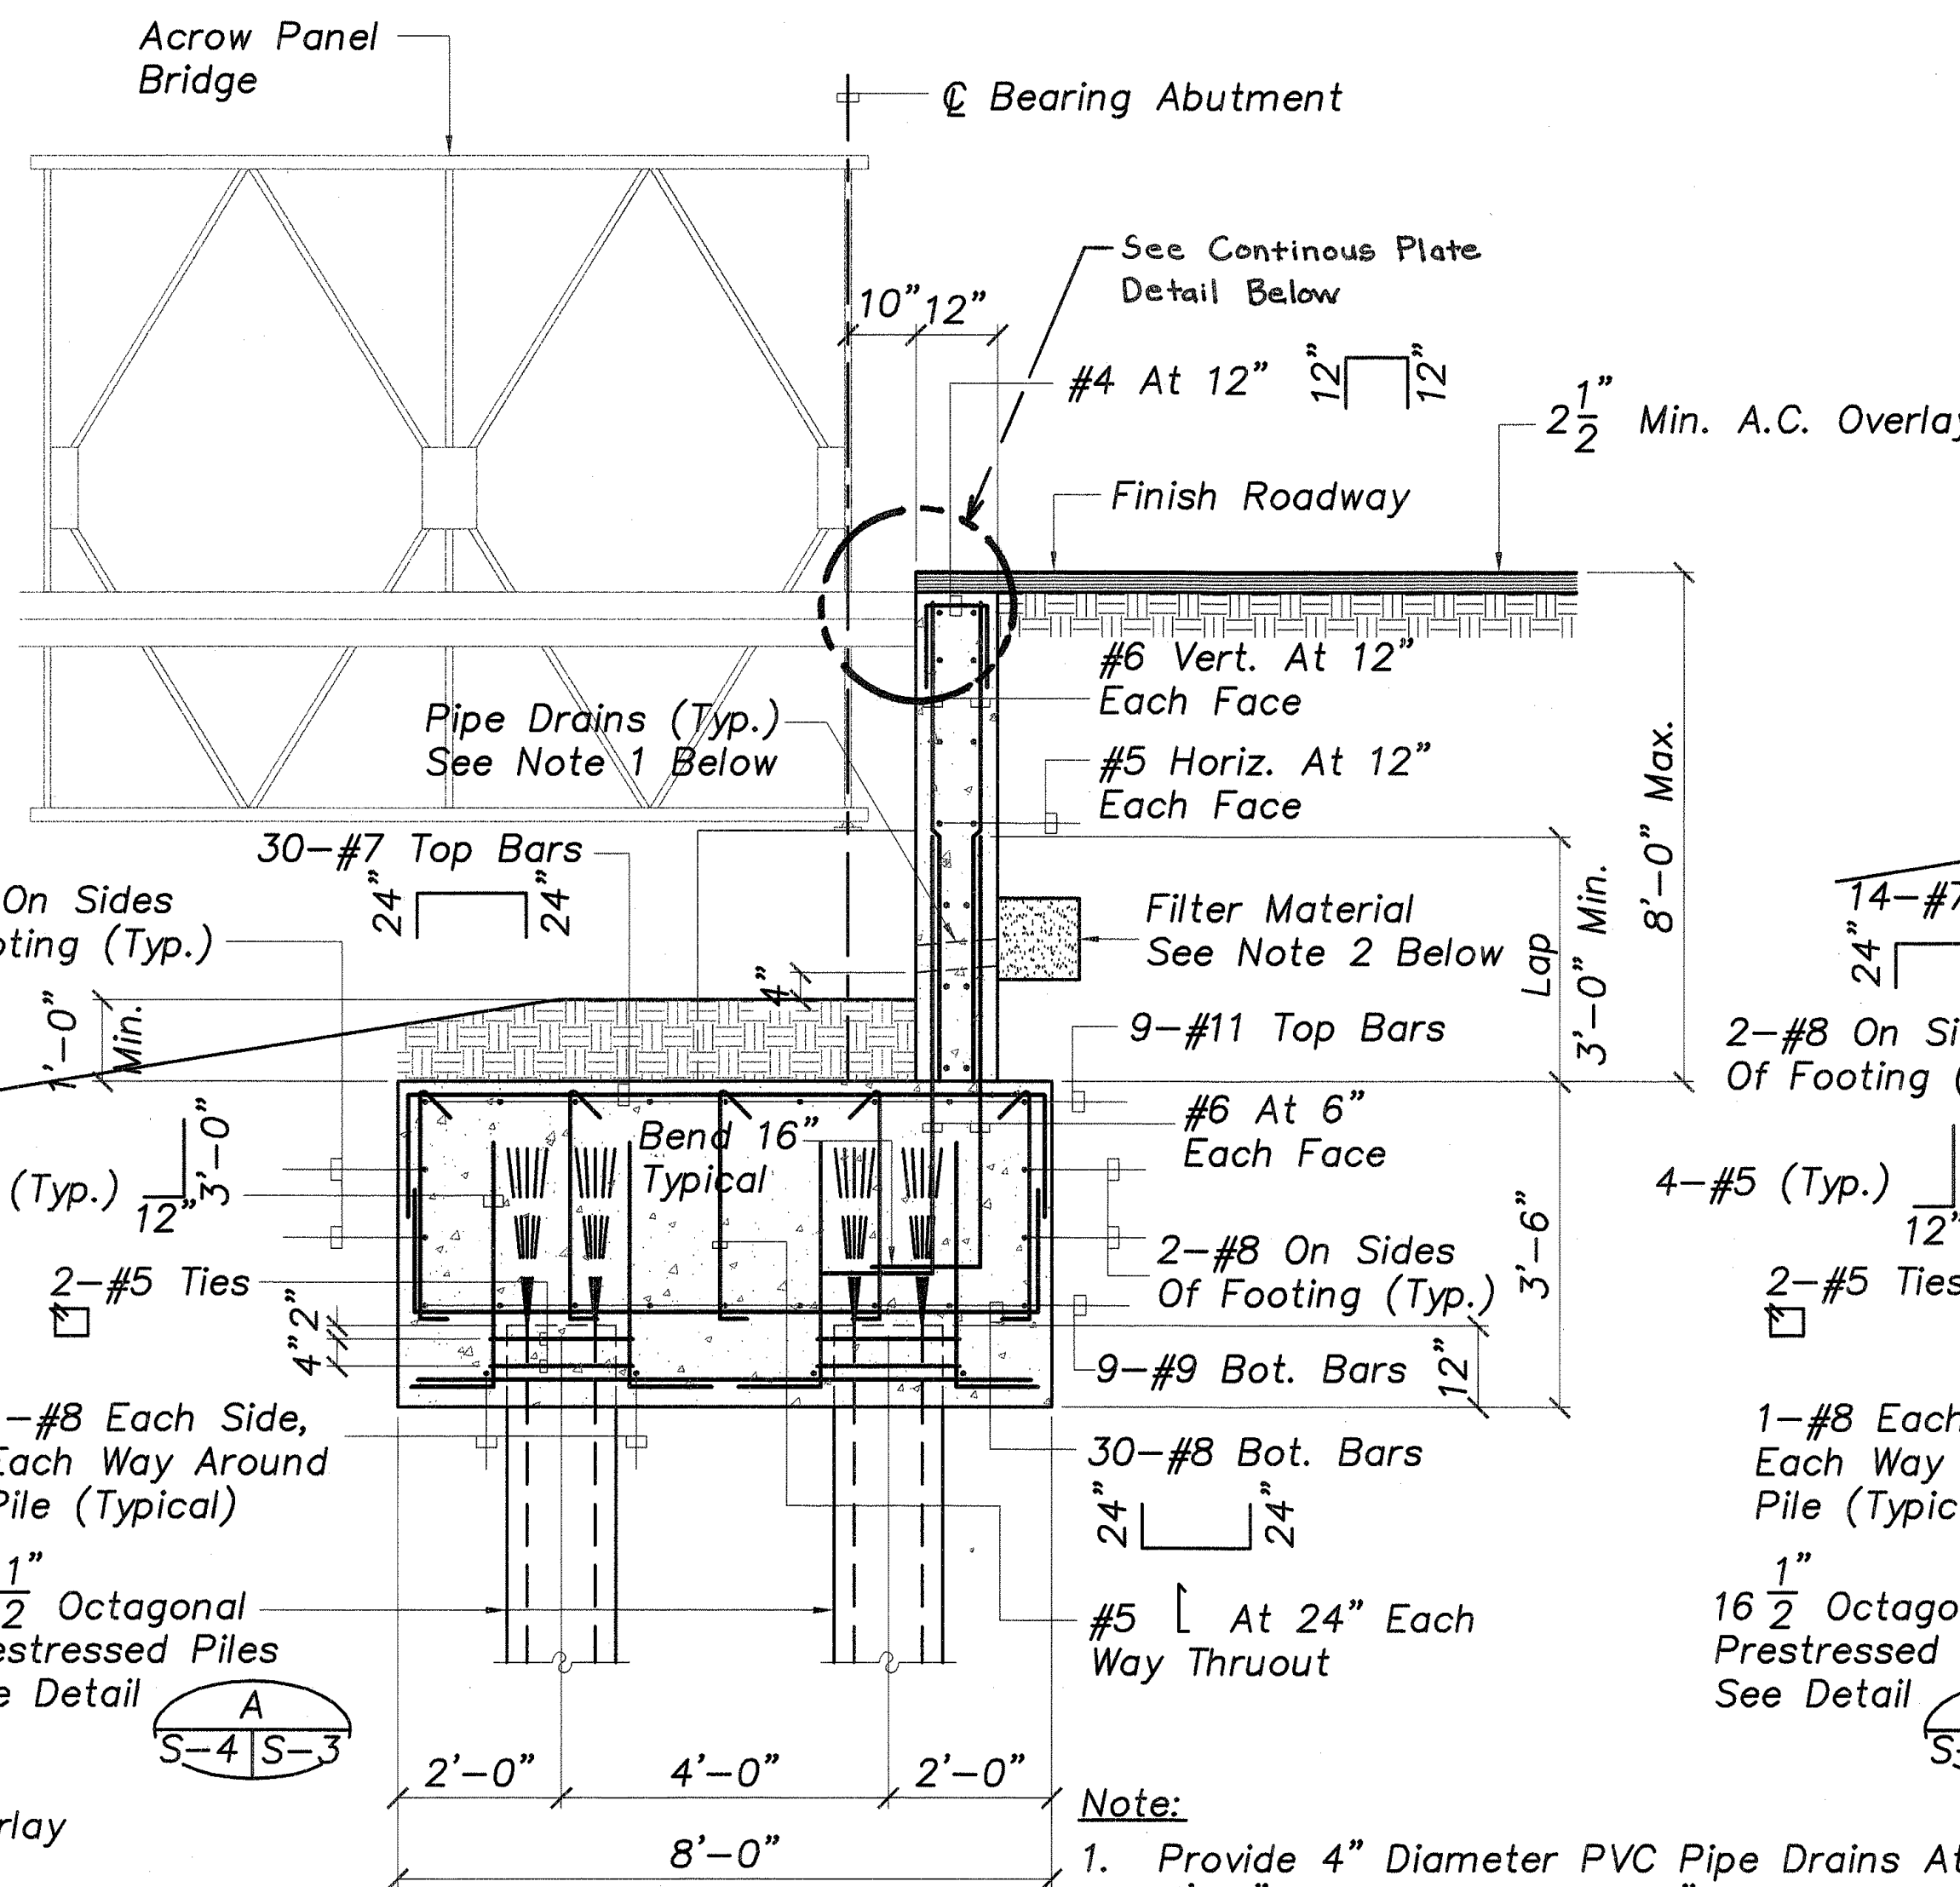 Acrow Panel
Bridge
℄ Bearing Abutment
See Continous Plate
Detail Below
10" 12"
#4 At 12" 12" 12"
2 1/2" Min. A.C. Overlay
Finish Roadway
#6 Vert. At 12"
Each Face
Pipe Drains (Typ.)
See Note 1 Below
#5 Horiz. At 12"
Each Face
8'-0" Max.
30-#7 Top Bars
24" 24"
On Sides
oting (Typ.)
Filter Material
See Note 2 Below
Lap
3'-0" Min.
14-#7
24"
4"
1'-0"
Min.
9-#11 Top Bars
2-#8 On Si
Of Footing (
#6 At 6"
Each Face
Bend 16"
Typical
(Typ.) 12" 3'-0"
4-#5 (Typ.)
12"
2-#8 On Sides
Of Footing (Typ.)
3'-6"
2-#5 Ties
2-#5 Ties
2"
4"
9-#9 Bot. Bars
12"
-#8 Each Side,
Each Way Around
Pile (Typical)
1-#8 Each
Each Way
Pile (Typic
30-#8 Bot. Bars
24" 24"
1/2" Octagonal
estressed Piles
e Detail
A
S-4 S-3
#5 At 24" Each
Way Thruout
16 1/2" Octago
Prestressed
See Detail
2'-0" 4'-0" 2'-0"
8'-0"
rlay
Note:
1. Provide 4" Diameter PVC Pipe Drains At